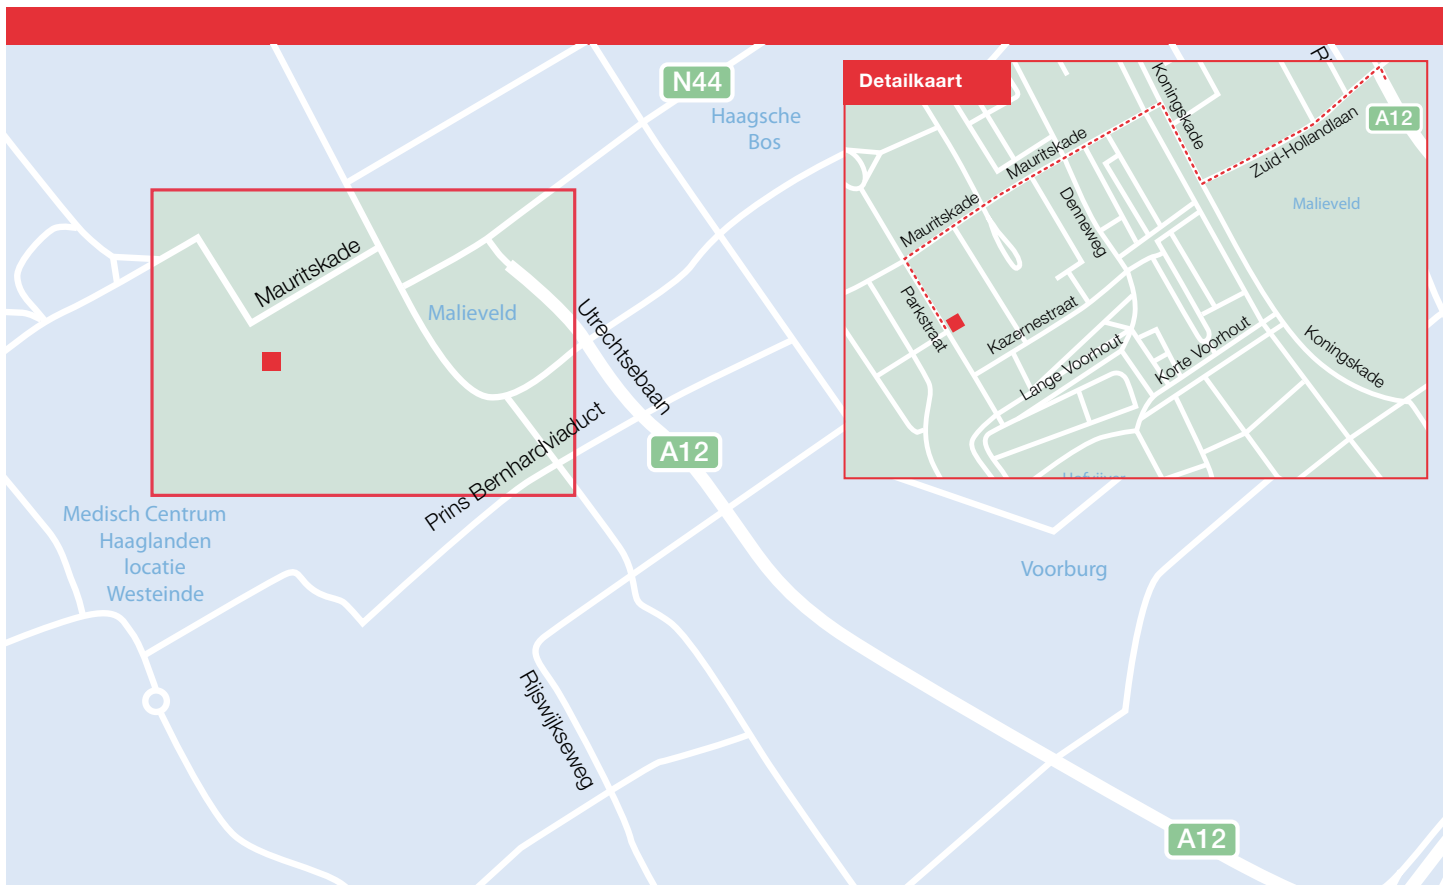 N44
Haagsche
Bos
Mauritskade
Malieveld
Utrechtsebaan
A12
Prins Bernhardviaduct
Medisch Centrum
Haaglanden
locatie
Westeinde
Voorburg
Rijswijkseweg
A12
Detailkaart
Koningskade
A12
Zuid-Hollandlaan
Mauritskade
Malieveld
Mauritskade
Denneweg
Parkstraat
Kazernestraat
Lange Voorhout
Korte Voorhout
Koningskade